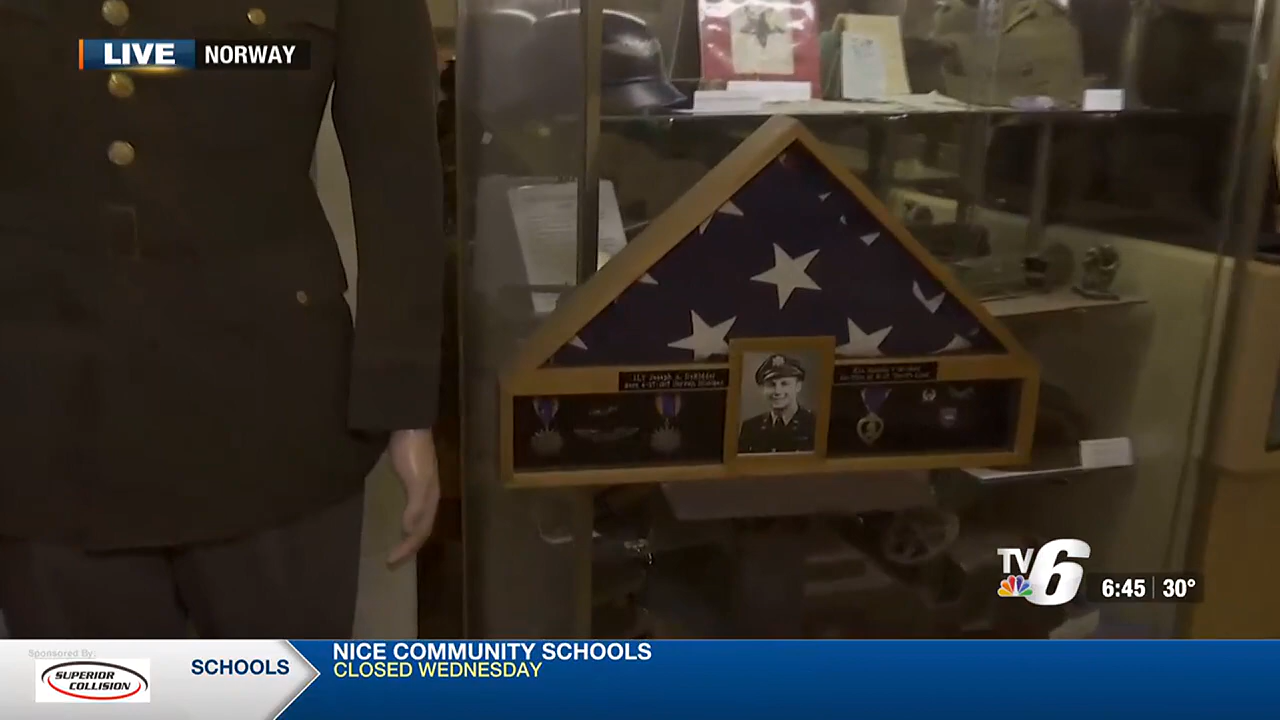 LIVE NORWAY
TV6
6:45 30°
Sponsored By:
SUPERIOR
COLLISION
SCHOOLS
NICE COMMUNITY SCHOOLS
CLOSED WEDNESDAY